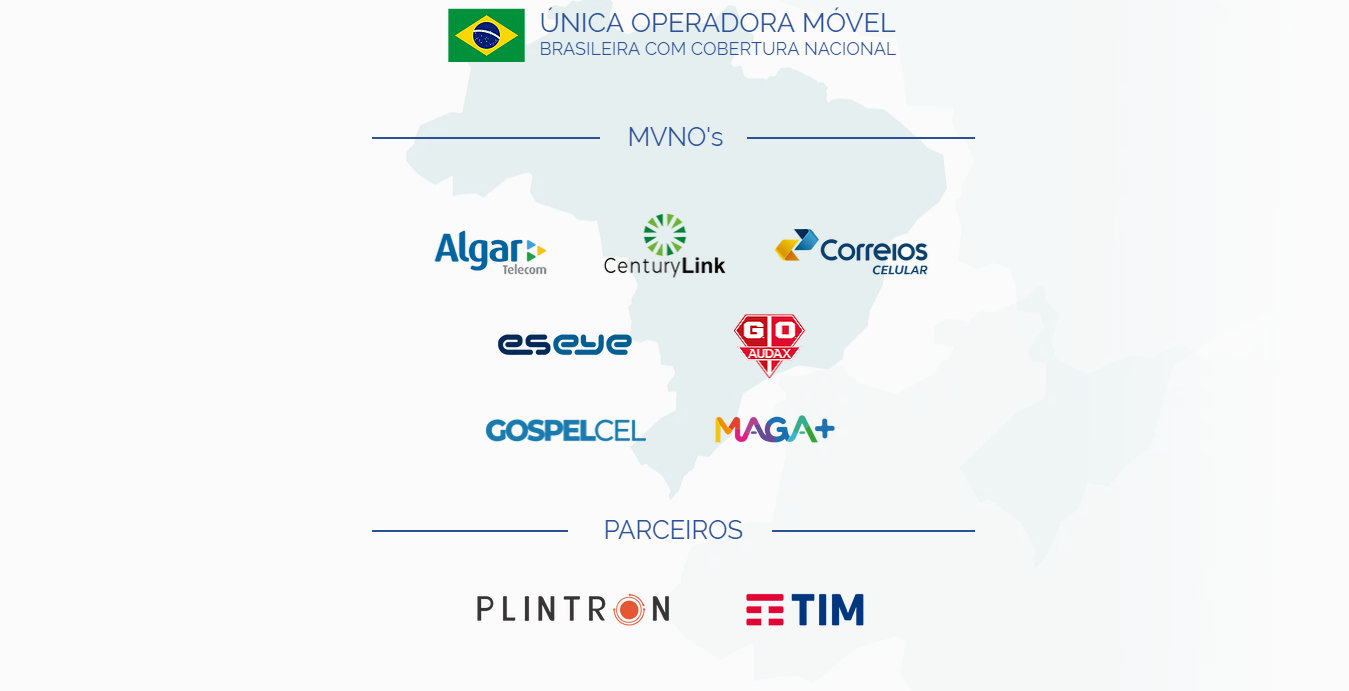 ÚNICA OPERADORA MÓVEL
BRASILEIRA COM COBERTURA NACIONAL
MVNO's
Algar
Telecom
CenturyLink
Correios
CELULAR
eseye
GO
AUDAX
GOSPELCEL
MAGA+
PARCEIROS
PLINTRON
TIM